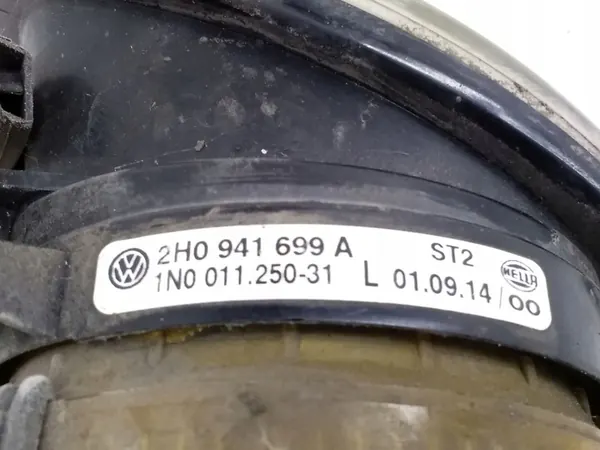 2H0 941 699 A ST2 HELLA
1N0 011.250-31 L 01.09.14/00